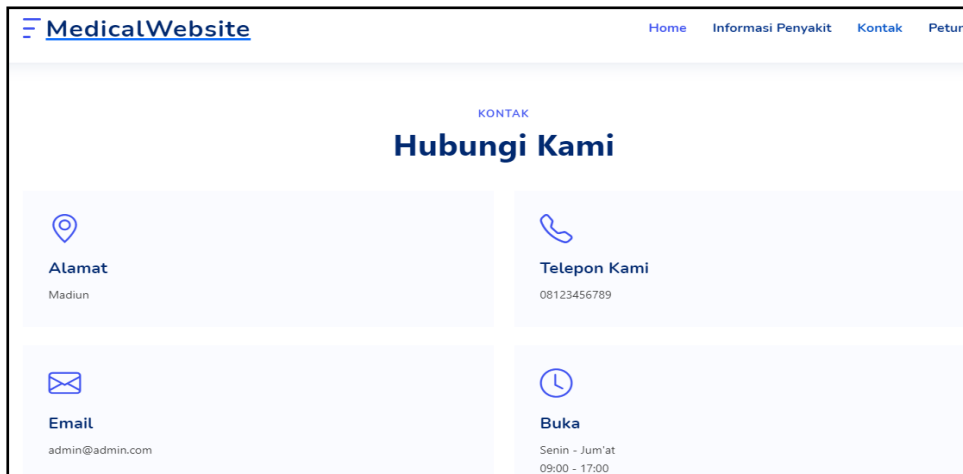 MedicalWebsite
Home Informasi Penyakit Kontak
KONTAK
Hubungi Kami
Alamat
Madiun
Telepon Kami
08123456789
Email
admin@admin.com
Buka
Senin - Jum'at
09:00 - 17:00